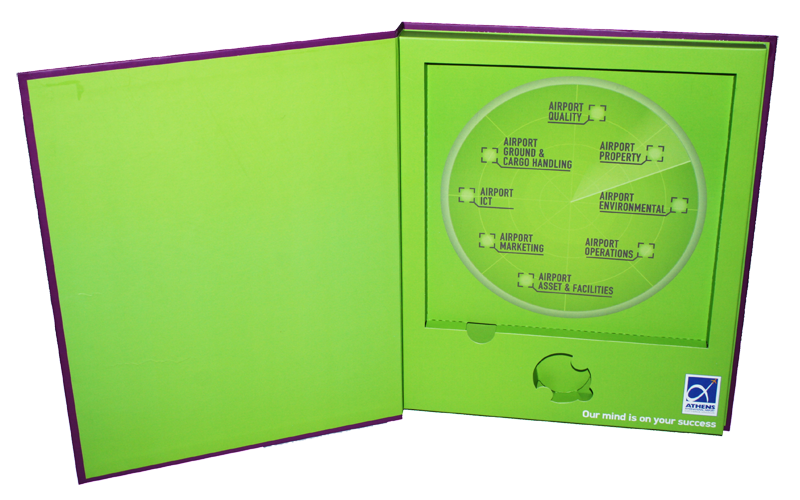 AIRPORT
QUALITY
AIRPORT
GROUND &
CARGO HANDLING
AIRPORT
PROPERTY
AIRPORT
ICT
AIRPORT
ENVIRONMENTAL
AIRPORT
MARKETING
AIRPORT
OPERATIONS
AIRPORT
ASSET & FACILITIES
ATHENS
Our mind is on your success